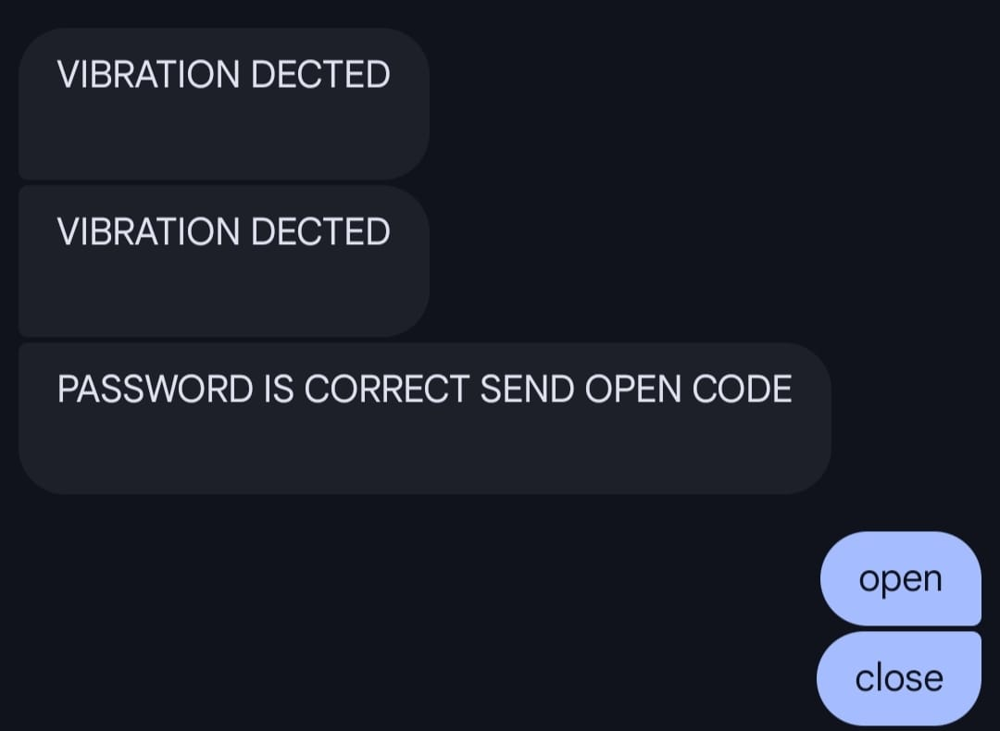 VIBRATION DECTED
VIBRATION DECTED
PASSWORD IS CORRECT SEND OPEN CODE
open
close